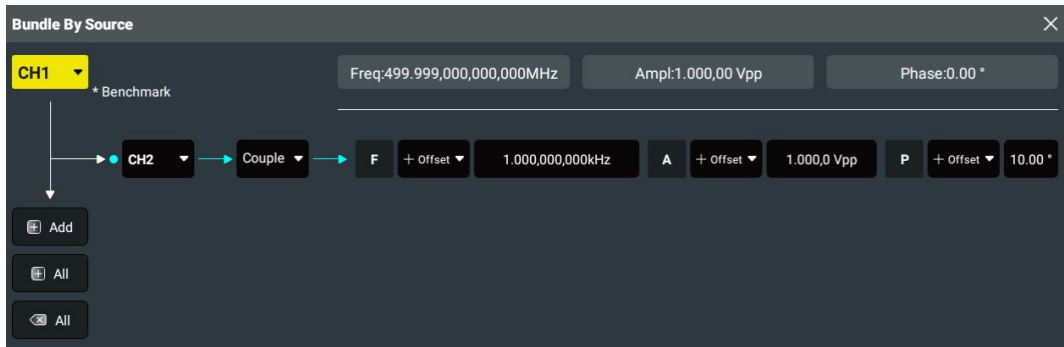 Bundle By Source
CH1 Freq:499.999,000,000,000MHz Ampl:1.000,00 Vpp Phase:0.00 °
* Benchmark
CH2 Couple F + Offset 1.000,000,000kHz A + Offset 1.000,0 Vpp P + Offset 10.00 °
Add
All
All